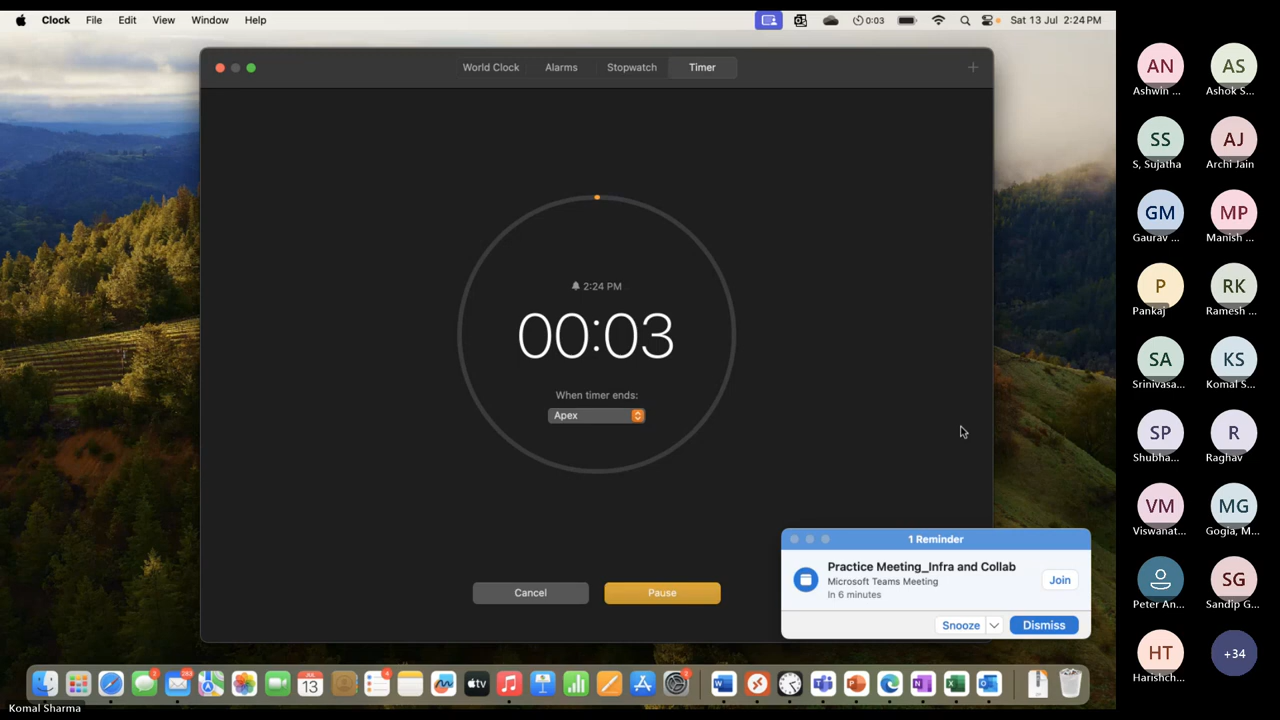 Clock File Edit View Window Help 0:03 Sat 13 Jul 2:24 PM
World Clock Alarms Stopwatch Timer
2:24 PM
00:03
When timer ends:
Apex
Cancel Pause
1 Reminder
Practice Meeting_Infra and Collab
Microsoft Teams Meeting
In 6 minutes
Join
Snooze Dismiss
JUL
13
tv
Komal Sharma
AN AS
Ashwin ... Ashok S...
SS AJ
S, Sujatha Archi Jain
GM MP
Gaurav ... Manish ...
P RK
Pankaj Ramesh ...
SA KS
Srinivasa... Komal S...
SP R
Shubha... Raghav
VM MG
Viswanat... Gogia, M...
SG
Peter An... Sandip G...
HT +34
Harishch...